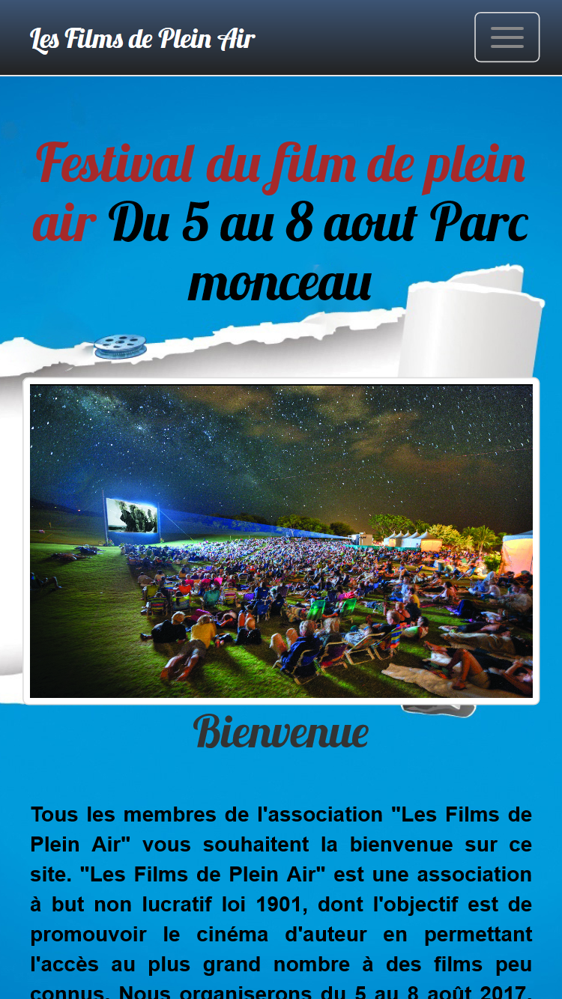 Les Films de Plein Air
Festival du film de plein
air Du 5 au 8 aout Parc
monceau
Bienvenue
Tous les membres de l'association "Les Films de
Plein Air" vous souhaitent la bienvenue sur ce
site. "Les Films de Plein Air" est une association
à but non lucratif loi 1901, dont l'objectif est de
promouvoir le cinéma d'auteur en permettant
l'accès au plus grand nombre à des films peu
connus. Nous organiserons du 5 au 8 août 2017,